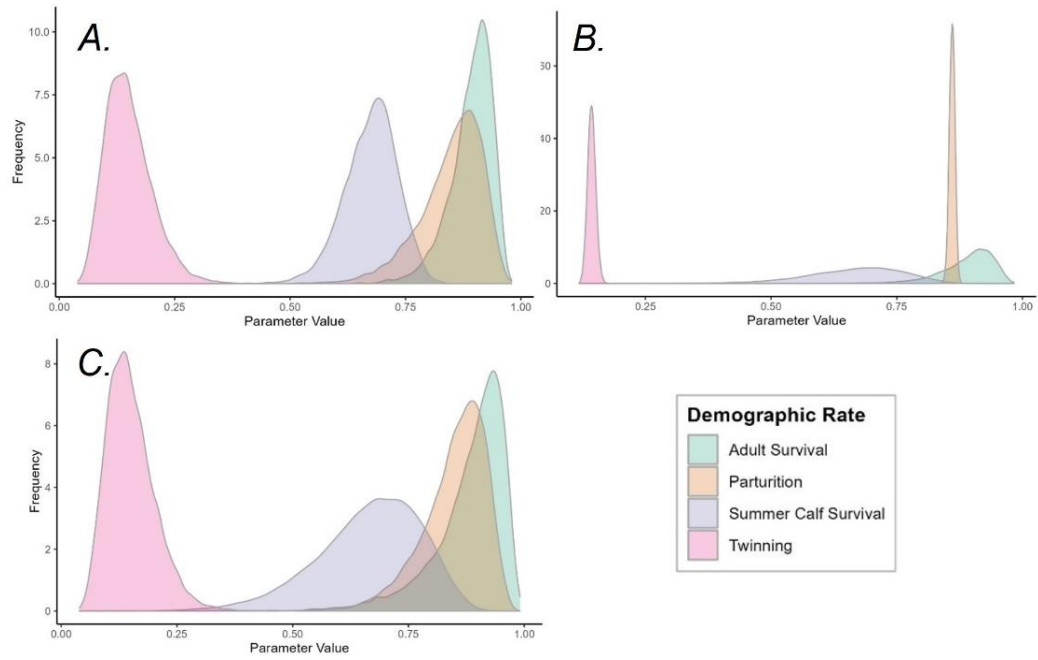 A.
10.0
7.5
5.0
2.5
0.0
Frequency
0.00 0.25 0.50 0.75 1.00
Parameter Value
B.
40
20
0
0.25 0.50 0.75 1.00
Parameter Value
C.
8
6
4
2
0
Frequency
0.00 0.25 0.50 0.75 1.00
Parameter Value
Demographic Rate
Adult Survival
Parturition
Summer Calf Survival
Twinning